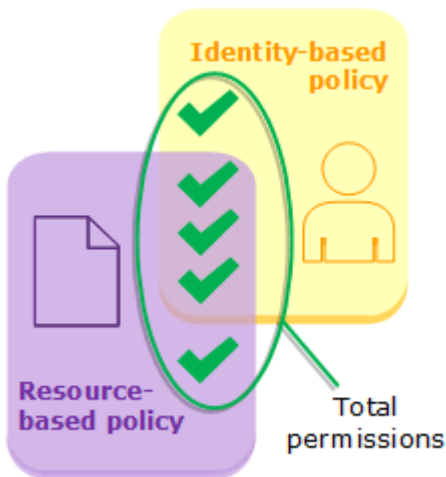 Identity-based
policy
Resource-
based policy
Total
permissions